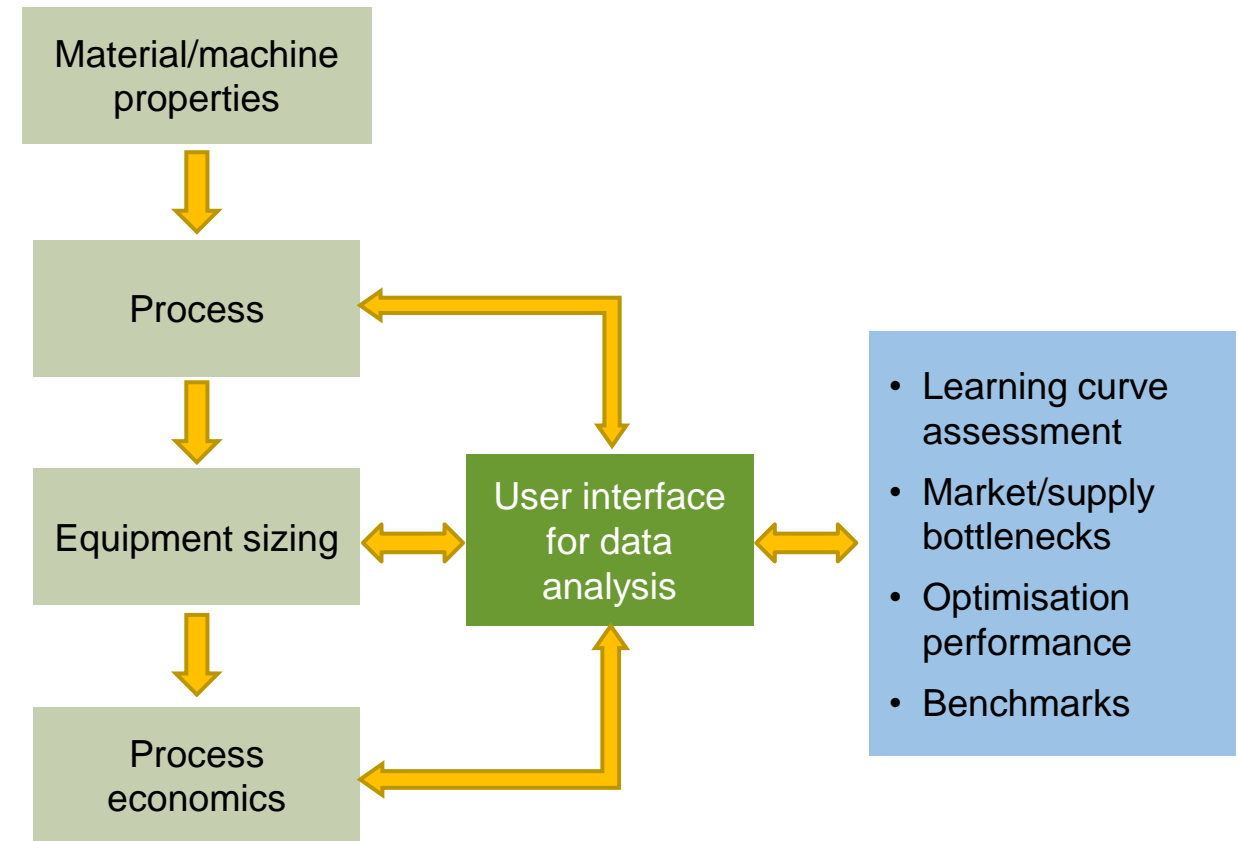 Material/machine
properties
Process
Equipment sizing
Process
economics
User interface
for data
analysis
• Learning curve
assessment
• Market/supply
bottlenecks
• Optimisation
performance
• Benchmarks